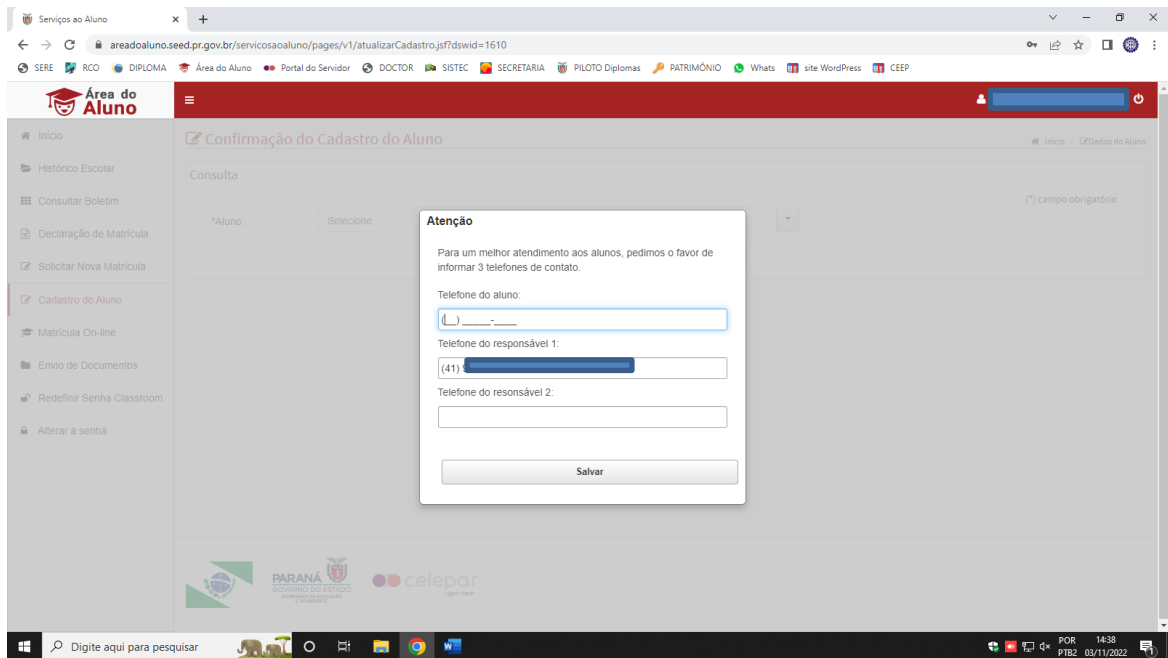 Serviços ao Aluno
areadoaluno.seed.pr.gov.br/servicosaoaluno/pages/v1/atualizarCadastro.jsf?dswid=1610
SERE RCO DIPLOMA Área do Aluno Portal do Servidor DOCTOR SISTEC SECRETARIA PILOTO Diplomas PATRIMÔNIO Whats site WordPress CEEP
Área do
Aluno
Início
Histórico Escolar
Consultar Boletim
Declaração de Matrícula
Solicitar Nova Matrícula
Cadastro do Aluno
Matrícula On-line
Envio de Documentos
Redefinir Senha Classroom
Alterar a senha
Confirmação do Cadastro do Aluno
Início Dados do Aluno
Consulta
(*) campo obrigatório
*Aluno: Selecione
Atenção
Para um melhor atendimento aos alunos, pedimos o favor de
informar 3 telefones de contato.
Telefone do aluno:
(__) _____-____
Telefone do responsável 1:
(41)
Telefone do resonsável 2:
Salvar
PARANÁ
GOVERNO DO ESTADO
celepar
Digite aqui para pesquisar
POR 14:38
PTB2 03/11/2022